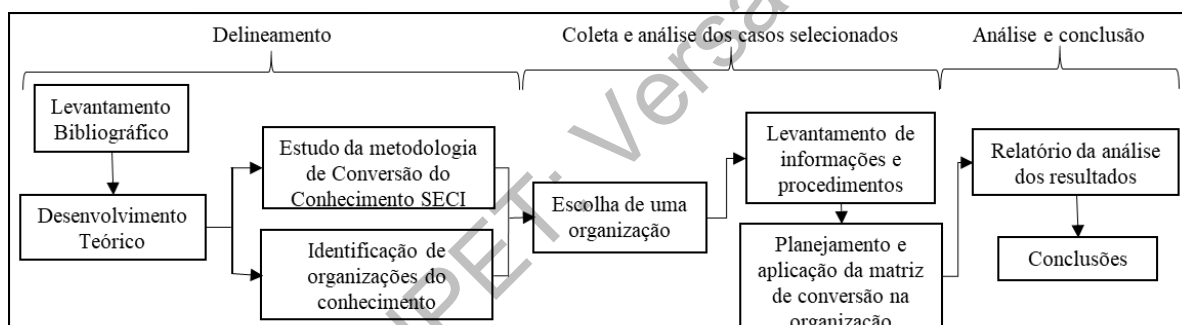 Delineamento
Coleta e análise dos casos selecionados
Análise e conclusão
Levantamento
Bibliográfico
Desenvolvimento
Teórico
Estudo da metodologia
de Conversão do
Conhecimento SECI
Identificação de
organizações do
conhecimento
Escolha de uma
organização
Levantamento de
informações e
procedimentos
Planejamento e
aplicação da matriz
de conversão na
organização
Relatório da análise
dos resultados
Conclusões